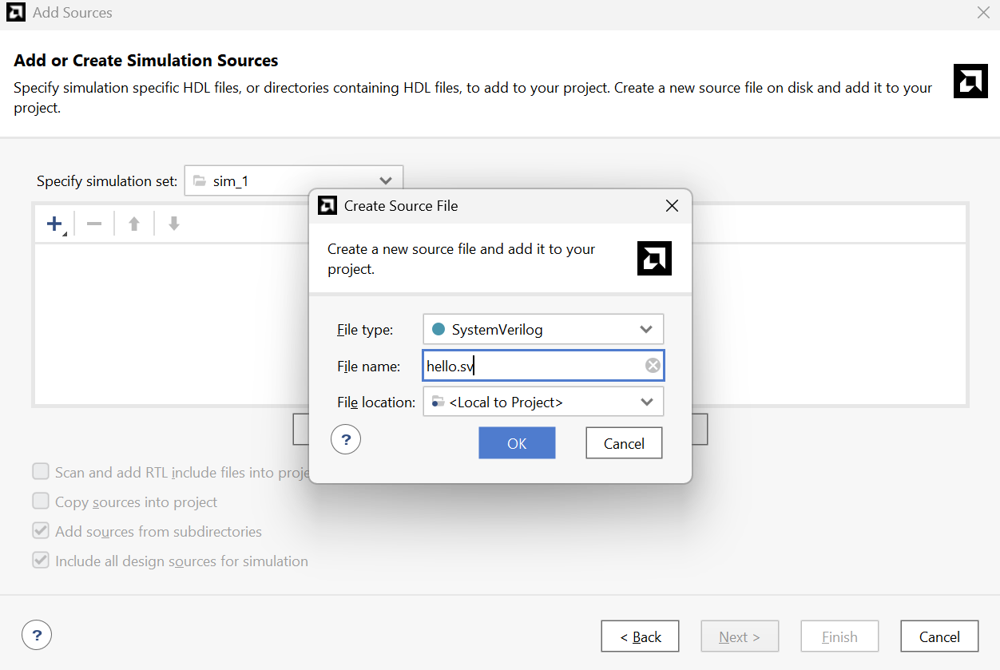 Add Sources
Add or Create Simulation Sources
Specify simulation specific HDL files, or directories containing HDL files, to add to your project. Create a new source file on disk and add it to your
project.
Specify simulation set:
sim_1
Create Source File
Create a new source file and add it to your
project.
File type:
SystemVerilog
File name:
hello.sv
File location:
<Local to Project>
?
OK
Cancel
Scan and add RTL include files into proje
Copy sources into project
Add sources from subdirectories
Include all design sources for simulation
?
< Back
Next >
Finish
Cancel